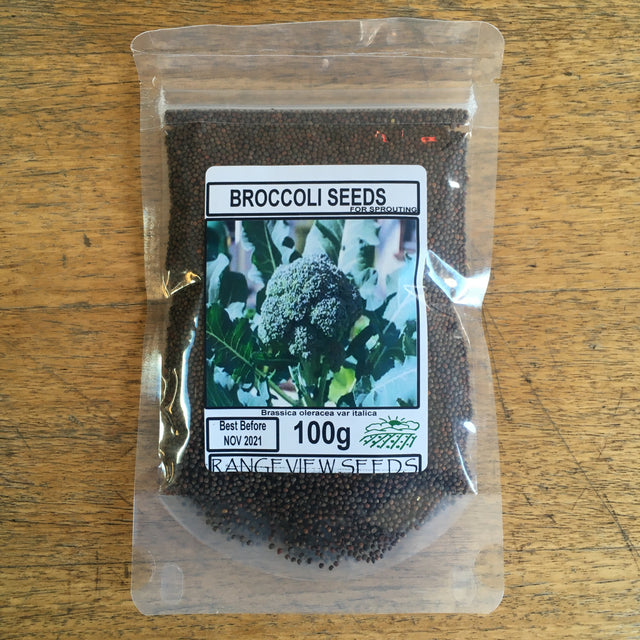 BROCCOLI SEEDS
FOR SPROUTING
Brassica oleracea var italica
Best Before
NOV 2021
100g
RANGEVIEW SEEDS